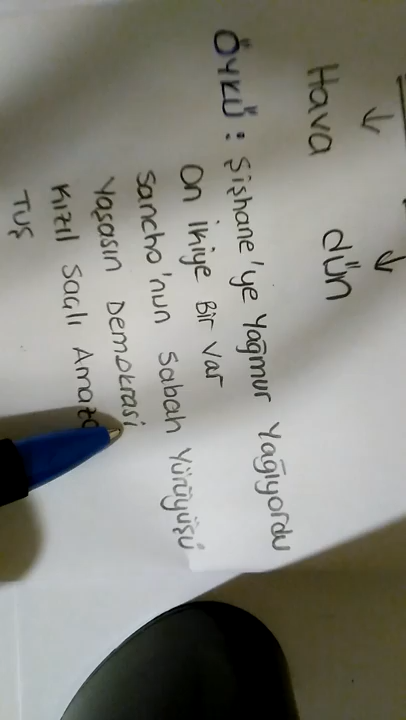 Hava dün
ÖYKÜ : Şişhane'ye Yağmur Yağıyordu
On ikiye Bir var
Sancho'nun Sabah Yürüyüşü
Yaşasın Demokrasi
Kızıl Saçlı
Tuş